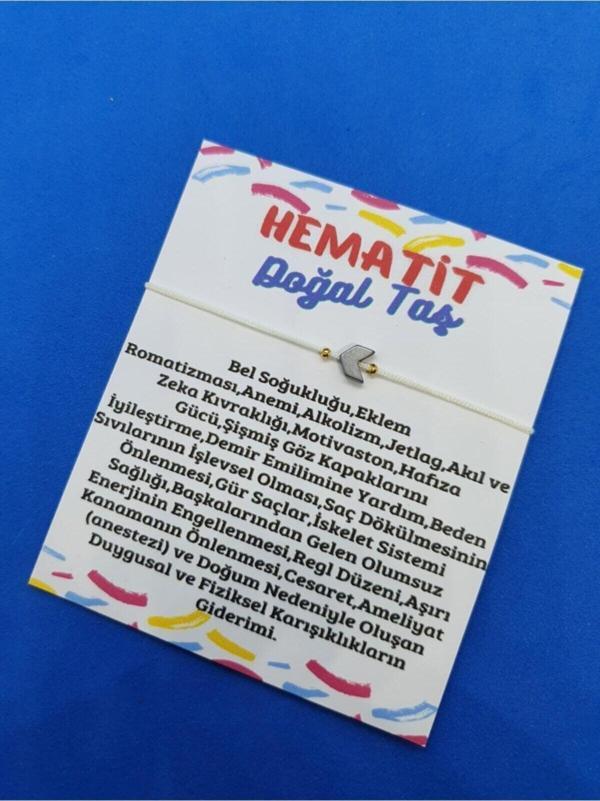 HEMATİT
Doğal Taş
Bel Soğukluğu,Eklem
Romatizması,Anemi,Alkolizm,Jetlag,Akıl ve
Zeka Kıvraklığı,Motivaston,Hafıza
Gücü,Şişmiş Göz Kapaklarını
İyileştirme,Demir Emilimine Yardım,Beden
Sıvılarının İşlevsel Olması,Saç Dökülmesinin
Önlenmesi,Gür Saçlar,İskelet Sistemi
Sağlığı,Başkalarından Gelen Olumsuz
Enerjinin Engellenmesi,Regl Düzeni,Aşırı
Kanamanın Önlenmesi,Cesaret,Ameliyat
(anestezi) ve Doğum Nedeniyle Oluşan
Duygusal ve Fiziksel Karışıklıkların
Giderimi.